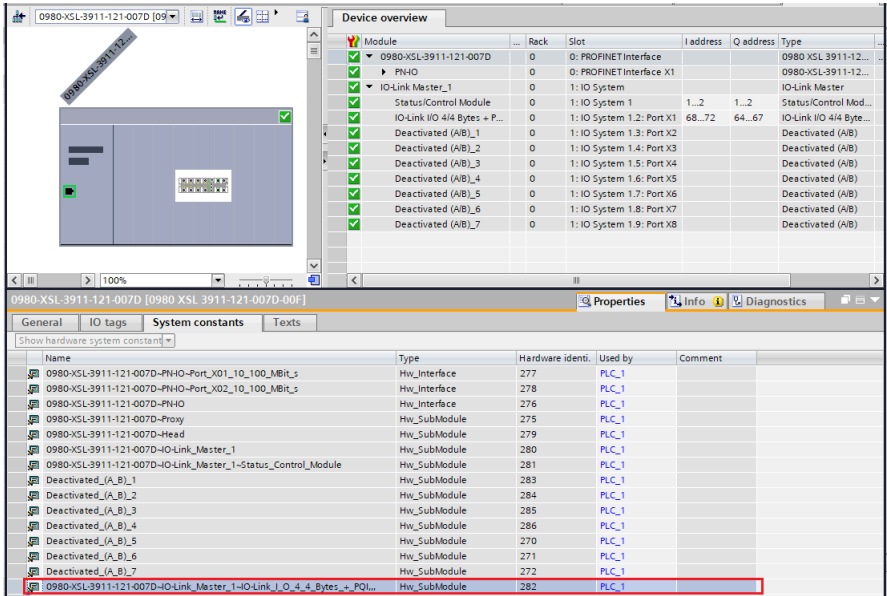 0980-XSL-3911-121-007D [09
Device overview
0980-XSL-3911-12...
Module ... Rack Slot I address Q address Type
0980-XSL-3911-121-007D 0 0: PROFINET Interface 0980 XSL 3911-12...
PN-IO 0 0: PROFINET Interface X1 0980-XSL-3911-12...
IO-Link Master_1 0 1: IO System IO-Link Master
Status/Control Module 0 1: IO System 1 1...2 1...2 Status/Control Mod...
IO-Link I/O 4/4 Bytes + P... 0 1: IO System 1.2: Port X1 68...72 64...67 IO-Link I/O 4/4 Byte...
Deactivated (A/B)_1 0 1: IO System 1.3: Port X2 Deactivated (A/B)
Deactivated (A/B)_2 0 1: IO System 1.4: Port X3 Deactivated (A/B)
Deactivated (A/B)_3 0 1: IO System 1.5: Port X4 Deactivated (A/B)
Deactivated (A/B)_4 0 1: IO System 1.6: Port X5 Deactivated (A/B)
Deactivated (A/B)_5 0 1: IO System 1.7: Port X6 Deactivated (A/B)
Deactivated (A/B)_6 0 1: IO System 1.8: Port X7 Deactivated (A/B)
Deactivated (A/B)_7 0 1: IO System 1.9: Port X8 Deactivated (A/B)
100%
0980-XSL-3911-121-007D [0980 XSL 3911-121-007D-00F]
Properties Info Diagnostics
General IO tags System constants Texts
Show hardware system constant
Name Type Hardware identi. Used by Comment
0980-XSL-3911-121-007D~PN-IO~Port_X01_10_100_MBit_s Hw_Interface 277 PLC_1
0980-XSL-3911-121-007D~PN-IO~Port_X02_10_100_MBit_s Hw_Interface 278 PLC_1
0980-XSL-3911-121-007D~PN-IO Hw_Interface 276 PLC_1
0980-XSL-3911-121-007D~Proxy Hw_SubModule 275 PLC_1
0980-XSL-3911-121-007D~Head Hw_SubModule 279 PLC_1
0980-XSL-3911-121-007D~IO-Link_Master_1 Hw_SubModule 280 PLC_1
0980-XSL-3911-121-007D~IO-Link_Master_1~Status_Control_Module Hw_SubModule 281 PLC_1
Deactivated_(A_B)_1 Hw_SubModule 283 PLC_1
Deactivated_(A_B)_2 Hw_SubModule 284 PLC_1
Deactivated_(A_B)_3 Hw_SubModule 285 PLC_1
Deactivated_(A_B)_4 Hw_SubModule 286 PLC_1
Deactivated_(A_B)_5 Hw_SubModule 270 PLC_1
Deactivated_(A_B)_6 Hw_SubModule 271 PLC_1
Deactivated_(A_B)_7 Hw_SubModule 272 PLC_1
0980-XSL-3911-121-007D~IO-Link_Master_1~IO-Link_I_O_4_4_Bytes_+_PQI,,, Hw_SubModule 282 PLC_1